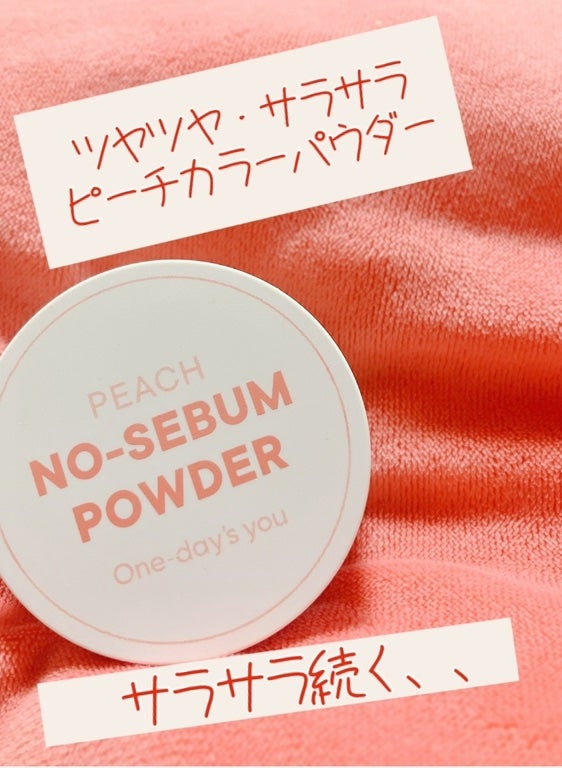 ツヤツヤ・サラサラ
ピーチカラーパウダー
PEACH
NO-SEBUM
POWDER
One-day's you
サラサラ続く、、